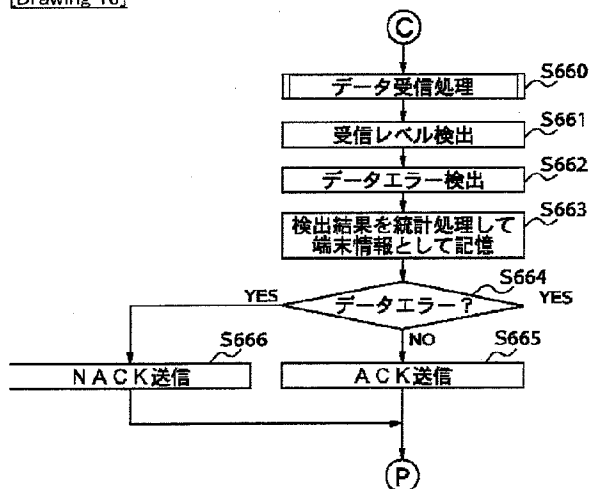 [Drawing 16]
C
データ受信処理
S660
受信レベル検出
S661
データエラー検出
S662
検出結果を統計処理して
端末情報として記憶
S663
データエラー？
S664
YES
YES
NO
NACK送信
S666
ACK送信
S665
P